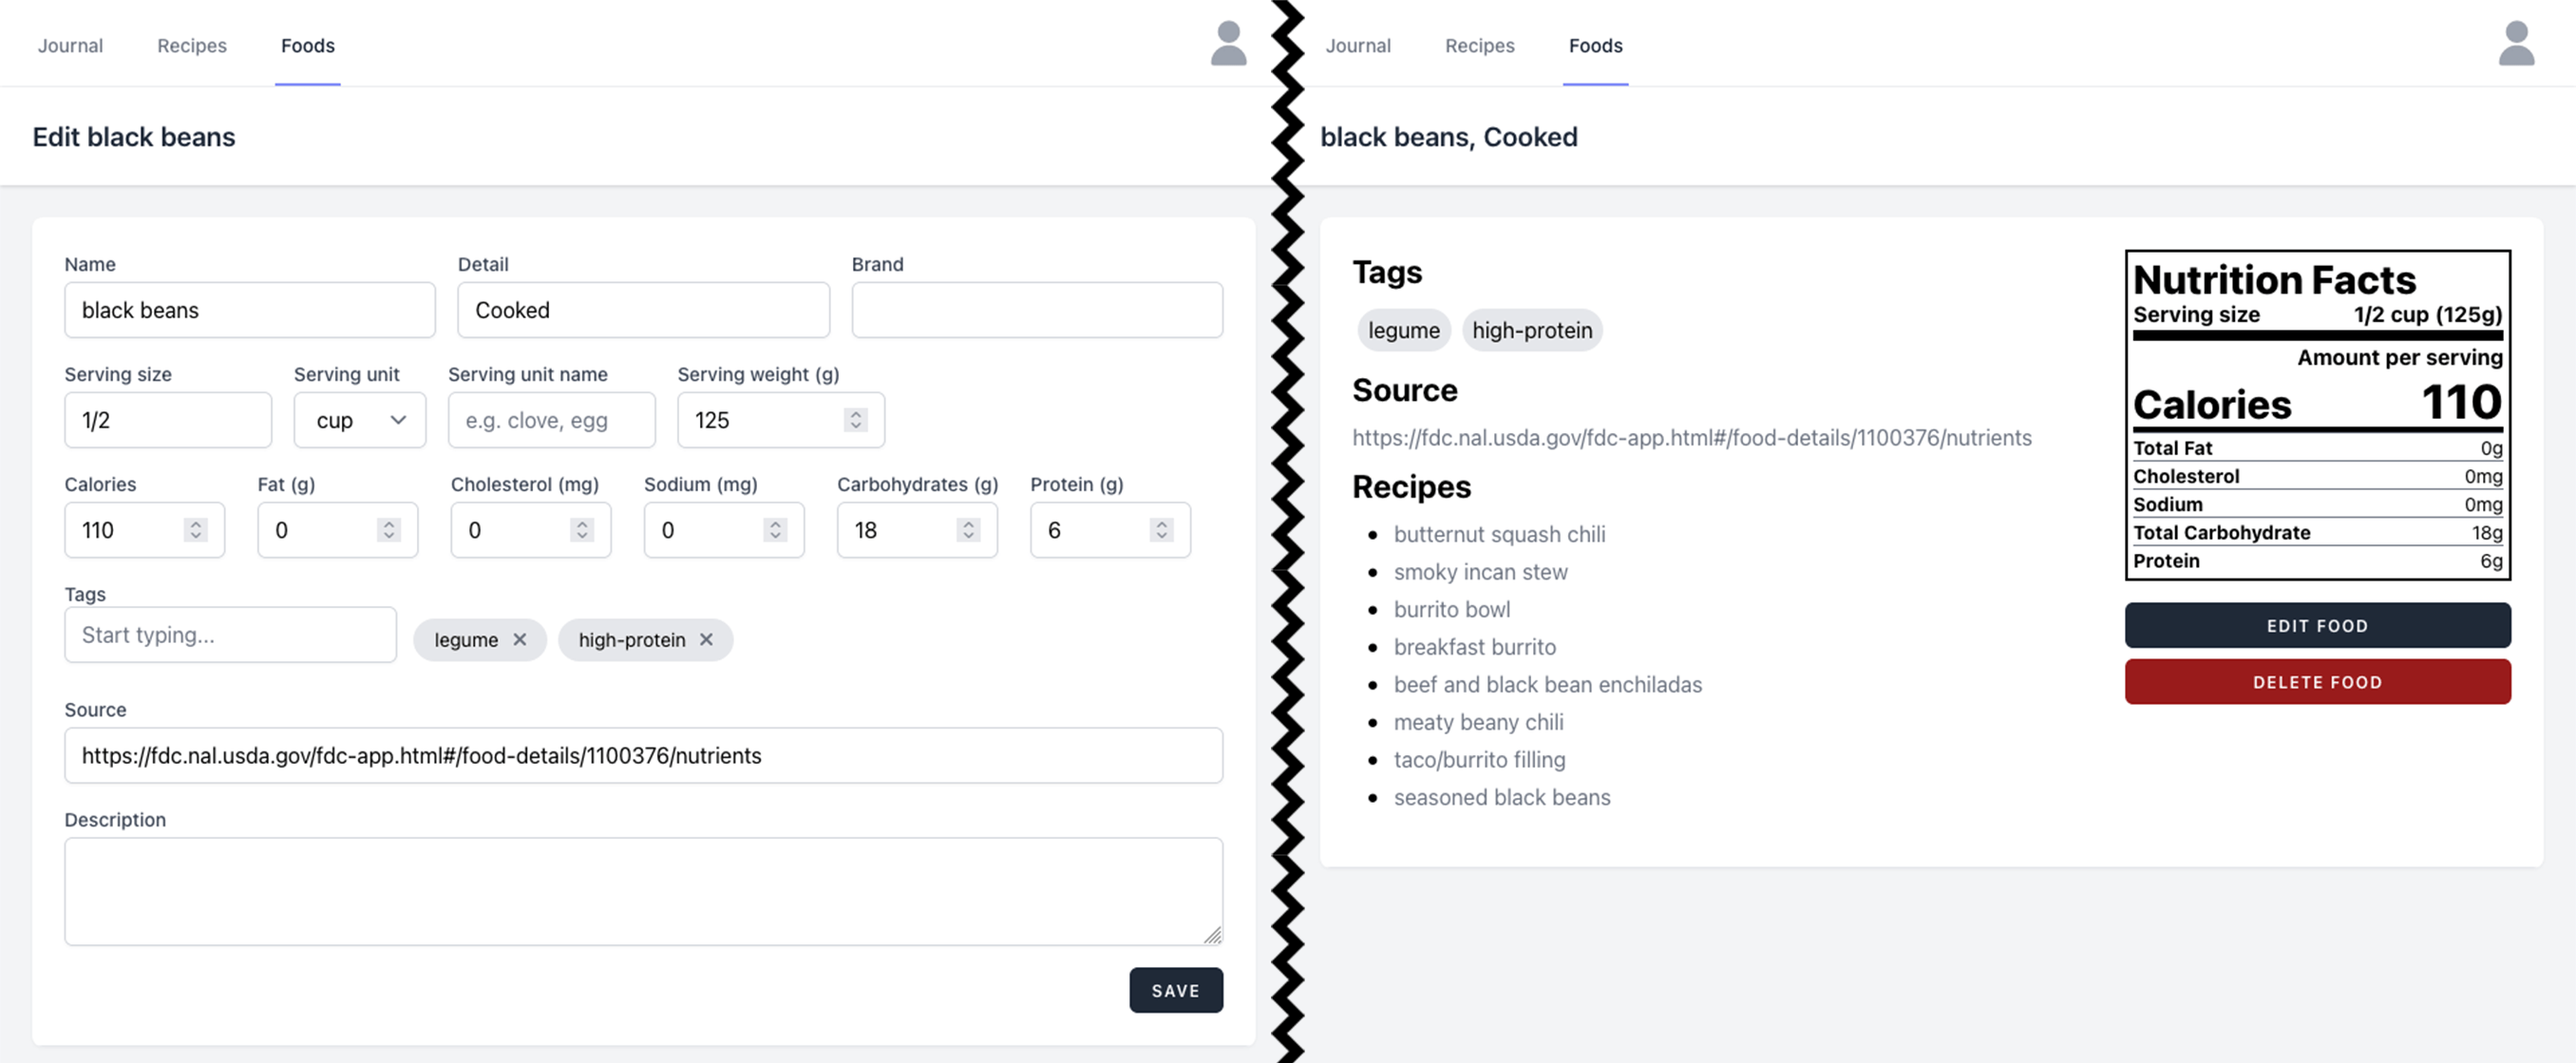 Journal Recipes Foods
Edit black beans
Name Detail Brand
black beans Cooked
Serving size Serving unit Serving unit name Serving weight (g)
1/2 cup e.g. clove, egg 125
Calories Fat (g) Cholesterol (mg) Sodium (mg) Carbohydrates (g) Protein (g)
110 0 0 0 18 6
Tags
Start typing... legume × high-protein ×
Source
https://fdc.nal.usda.gov/fdc-app.html#/food-details/1100376/nutrients
Description
SAVE
Journal Recipes Foods
black beans, Cooked
Tags
legume high-protein
Source
https://fdc.nal.usda.gov/fdc-app.html#/food-details/1100376/nutrients
Recipes
butternut squash chili
smoky incan stew
burrito bowl
breakfast burrito
beef and black bean enchiladas
meaty beany chili
taco/burrito filling
seasoned black beans
Nutrition Facts
Serving size 1/2 cup (125g)
Amount per serving
Calories 110
Total Fat 0g
Cholesterol 0mg
Sodium 0mg
Total Carbohydrate 18g
Protein 6g
EDIT FOOD
DELETE FOOD